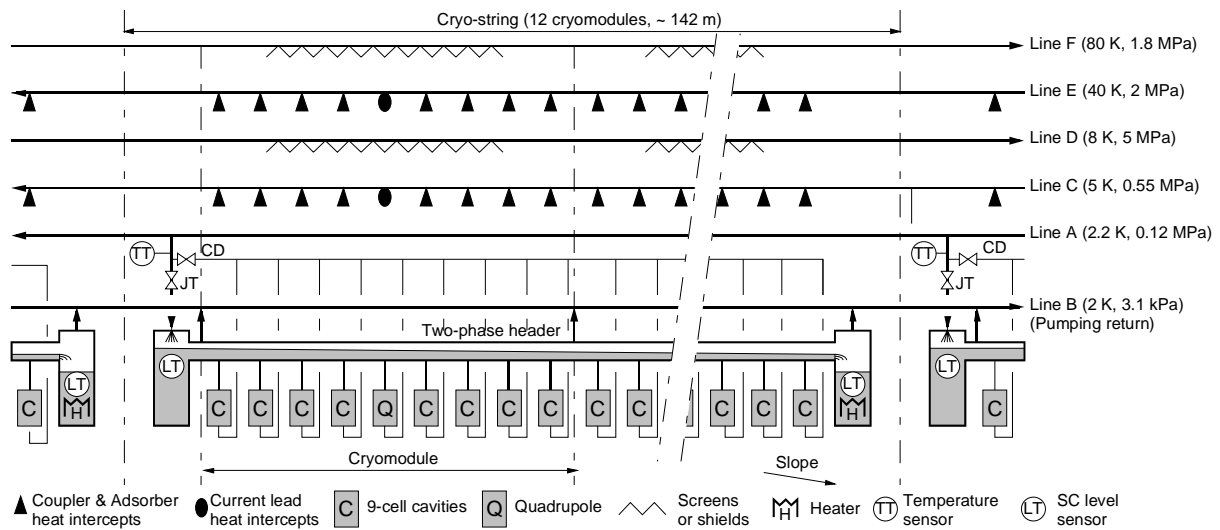 Cryo-string (12 cryomodules, ~ 142 m)
Line F (80 K, 1.8 MPa)
Line E (40 K, 2 MPa)
Line D (8 K, 5 MPa)
Line C (5 K, 0.55 MPa)
Line A (2.2 K, 0.12 MPa)
TT CD TT CD
JT JT
Line B (2 K, 3.1 kPa)
(Pumping return)
Two-phase header
LT LT LT LT
H H
C C C C C Q C C C C C C C C C
Cryomodule
Slope
Coupler & Adsorber
heat intercepts
Current lead
heat intercepts
C 9-cell cavities
Q Quadrupole
Screens
or shields
H Heater
TT Temperature
sensor
LT SC level
sensor